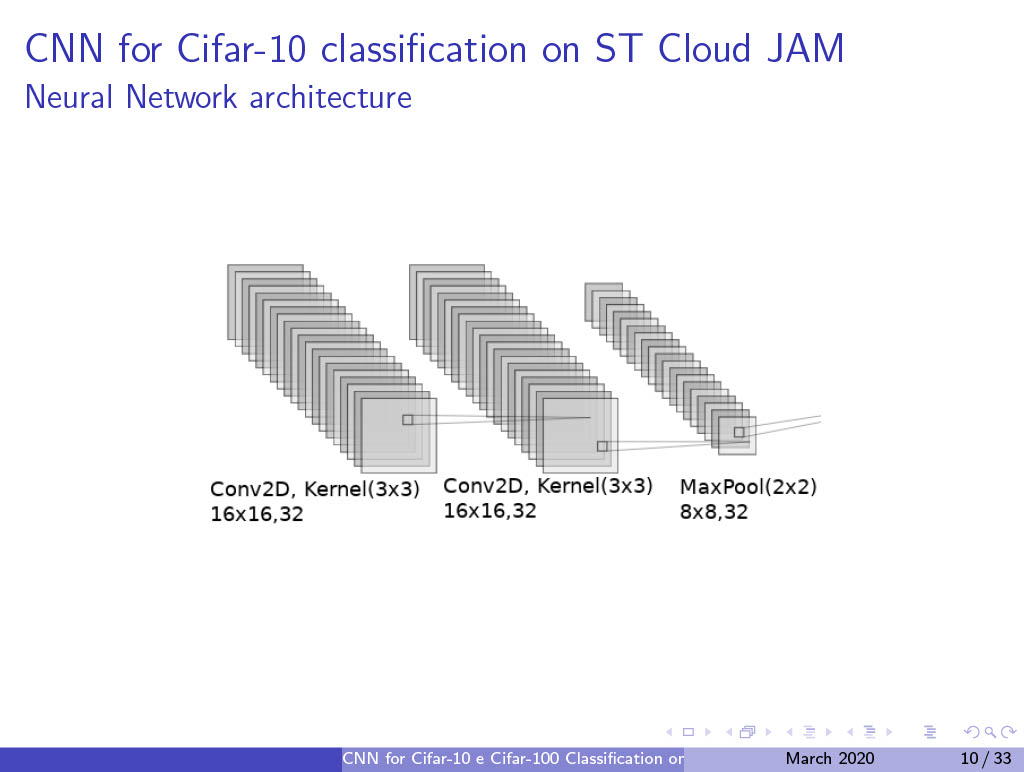 CNN for Cifar-10 classification on ST Cloud JAM
Neural Network architecture
Conv2D, Kernel(3x3)
16x16,32
Conv2D, Kernel(3x3)
16x16,32
MaxPool(2x2)
8x8,32
CNN for Cifar-10 e Cifar-100 Classification or March 2020 10 / 33